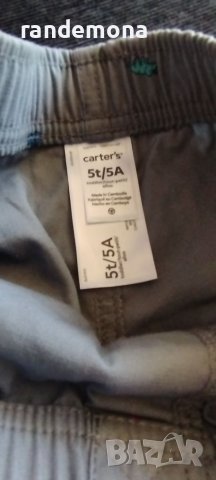 randemona
carter's
5t/5A
Made in Cambodia
Fabriqué au Cambodge
Hecho en Camboya
5t/5A
BAZAR